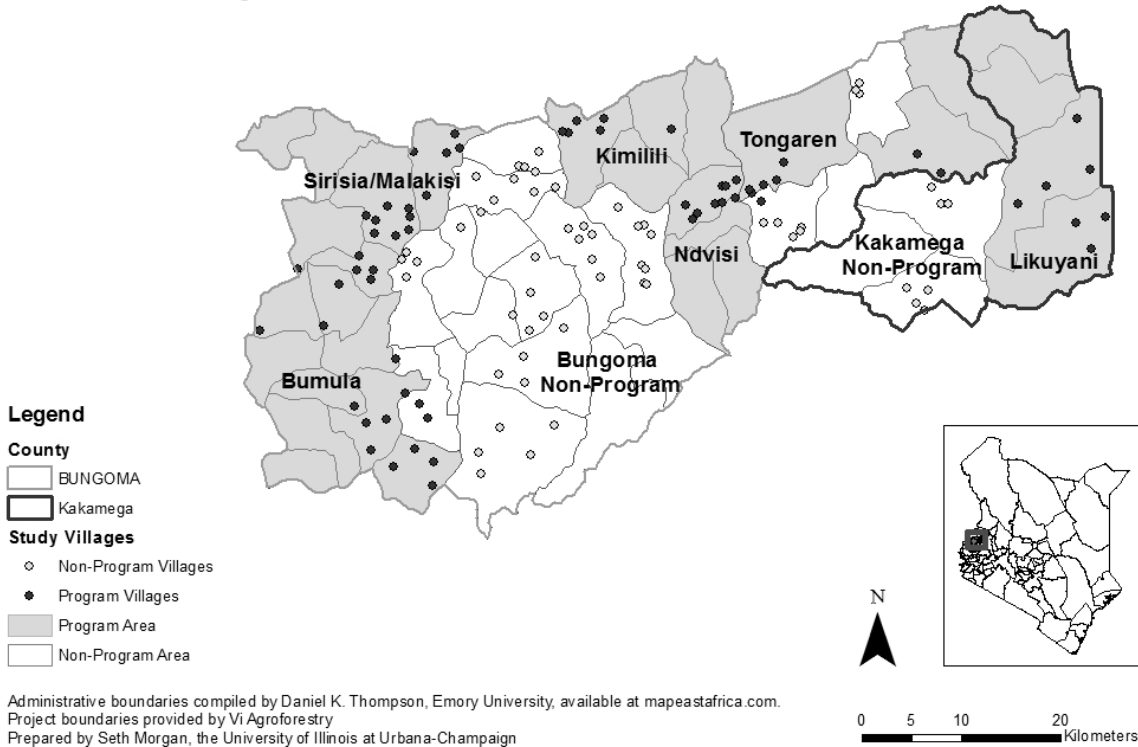 Kimilili
Tongaren
Sirisia/Malakisi
Ndvisi
Kakamega
Non-Program
Likuyani
Bungoma
Non-Program
Bumula
Legend
County
BUNGOMA
Kakamega
Study Villages
Non-Program Villages
Program Villages
Program Area
Non-Program Area
N
0 5 10 20
Kilometers
Administrative boundaries compiled by Daniel K. Thompson, Emory University, available at mapeastafrica.com.
Project boundaries provided by Vi Agroforestry
Prepared by Seth Morgan, the University of Illinois at Urbana-Champaign